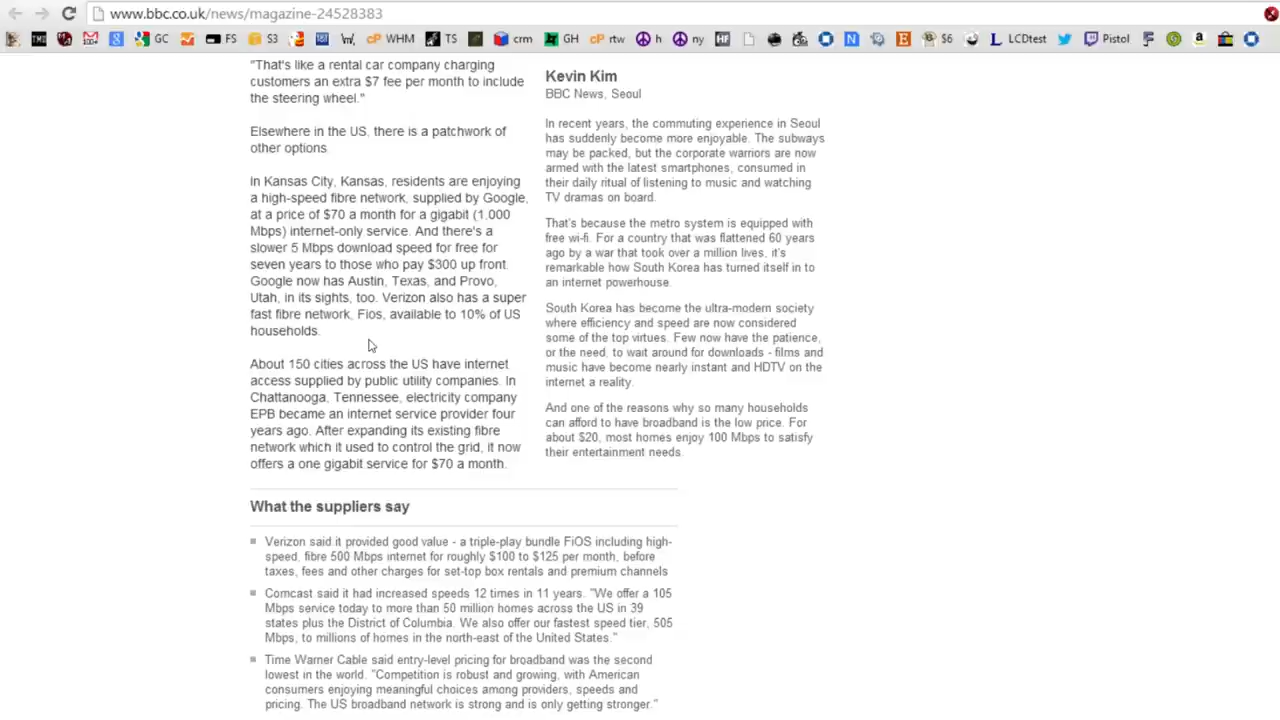 www.bbc.co.uk/news/magazine-24528383
GC
FS
S3
WHM
TS
crm
GH
rtw
h
ny
$6
LCDtest
Pistol
"That's like a rental car company charging
customers an extra $7 fee per month to include
the steering wheel."
Elsewhere in the US, there is a patchwork of
other options.
In Kansas City, Kansas, residents are enjoying
a high-speed fibre network, supplied by Google,
at a price of $70 a month for a gigabit (1,000
Mbps) internet-only service. And there's a
slower 5 Mbps download speed for free for
seven years to those who pay $300 up front.
Google now has Austin, Texas, and Provo,
Utah, in its sights, too. Verizon also has a super
fast fibre network, Fios, available to 10% of US
households.
About 150 cities across the US have internet
access supplied by public utility companies. In
Chattanooga, Tennessee, electricity company
EPB became an internet service provider four
years ago. After expanding its existing fibre
network which it used to control the grid, it now
offers a one gigabit service for $70 a month.
Kevin Kim
BBC News, Seoul
In recent years, the commuting experience in Seoul
has suddenly become more enjoyable. The subways
may be packed, but the corporate warriors are now
armed with the latest smartphones, consumed in
their daily ritual of listening to music and watching
TV dramas on board.
That's because the metro system is equipped with
free wi-fi. For a country that was flattened 60 years
ago by a war that took over a million lives, it's
remarkable how South Korea has turned itself in to
an internet powerhouse.
South Korea has become the ultra-modern society
where efficiency and speed are now considered
some of the top virtues. Few now have the patience,
or the need, to wait around for downloads - films and
music have become nearly instant and HDTV on the
internet a reality.
And one of the reasons why so many households
can afford to have broadband is the low price. For
about $20, most homes enjoy 100 Mbps to satisfy
their entertainment needs.
What the suppliers say
Verizon said it provided good value - a triple-play bundle FiOS including high-
speed, fibre 500 Mbps internet for roughly $100 to $125 per month, before
taxes, fees and other charges for set-top box rentals and premium channels
Comcast said it had increased speeds 12 times in 11 years. "We offer a 105
Mbps service today to more than 50 million homes across the US in 39
states plus the District of Columbia. We also offer our fastest speed tier, 505
Mbps, to millions of homes in the north-east of the United States."
Time Warner Cable said entry-level pricing for broadband was the second
lowest in the world. "Competition is robust and growing, with American
consumers enjoying meaningful choices among providers, speeds and
pricing. The US broadband network is strong and is only getting stronger."